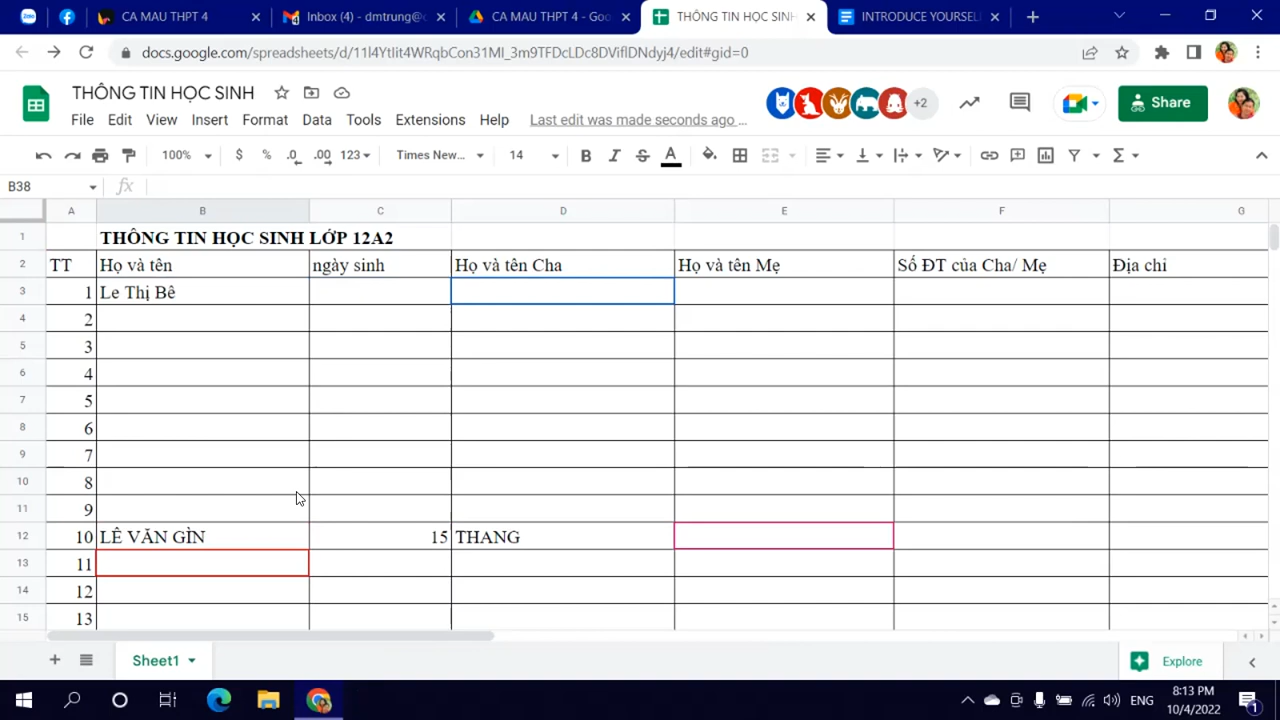 CA MAU THPT 4
Inbox (4) - dmtrung@c
CA MAU THPT 4 - Goo
THÔNG TIN HỌC SINH
INTRODUCE YOURSEL
docs.google.com/spreadsheets/d/11l4Ytlit4WRqbCon31MI_3m9TFDcLDc8DViflDNdyj4/edit#gid=0
THÔNG TIN HỌC SINH
+2
Share
File Edit View Insert Format Data Tools Extensions Help Last edit was made seconds ago ...
100% $ % .0 .00 123 Times New... 14 B I S A
B38 fx
A B C D E F G
1 THÔNG TIN HỌC SINH LỚP 12A2
2 TT Họ và tên ngày sinh Họ và tên Cha Họ và tên Mẹ Số ĐT của Cha/ Mẹ Địa chỉ
3 1 Le Thị Bê
4 2
5 3
6 4
7 5
8 6
9 7
10 8
11 9
12 10 LÊ VĂN GÌN 15 THANG
13 11
14 12
15 13
Sheet1
Explore
ENG
8:13 PM
10/4/2022
1